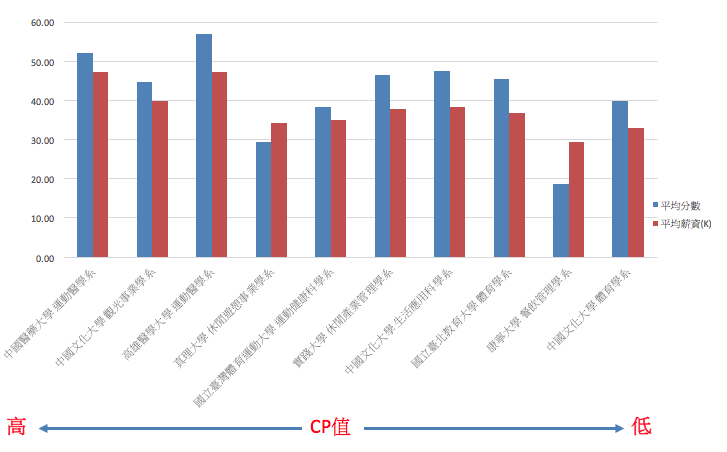 60.00
50.00
40.00
30.00
20.00
10.00
0.00
平均分數
平均薪資(K)
中國醫藥大學 運動醫學系
中國文化大學 觀光事業學系
高雄醫學大學 運動醫學系
真理大學 休閒遊憩事業學系
國立臺灣體育運動大學 運動健康科學系
實踐大學 休閒產業管理學系
中國文化大學 生活應用科學系
國立臺北教育大學 體育學系
康寧大學 餐飲管理學系
中國文化大學 體育學系
高 CP值 低